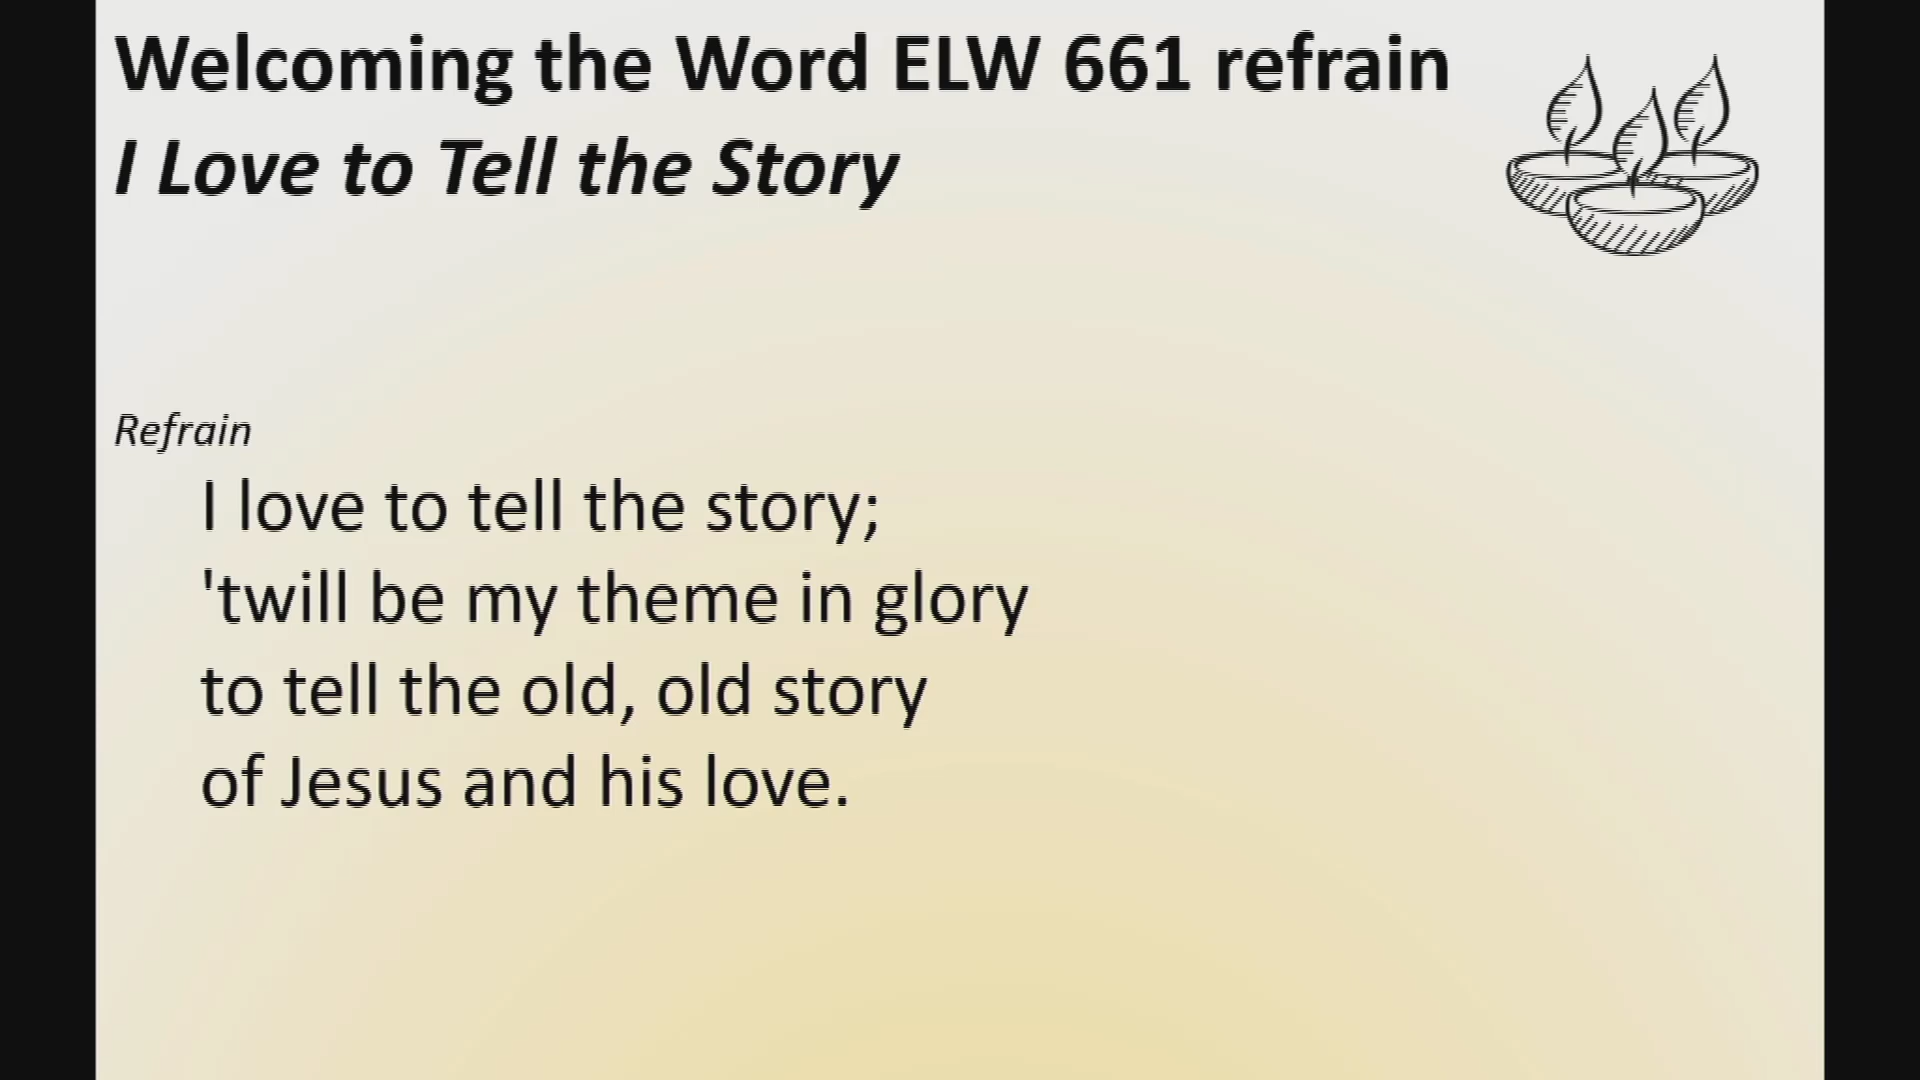 Welcoming the Word ELW 661 refrain
I Love to Tell the Story
Refrain
I love to tell the story;
'twill be my theme in glory
to tell the old, old story
of Jesus and his love.